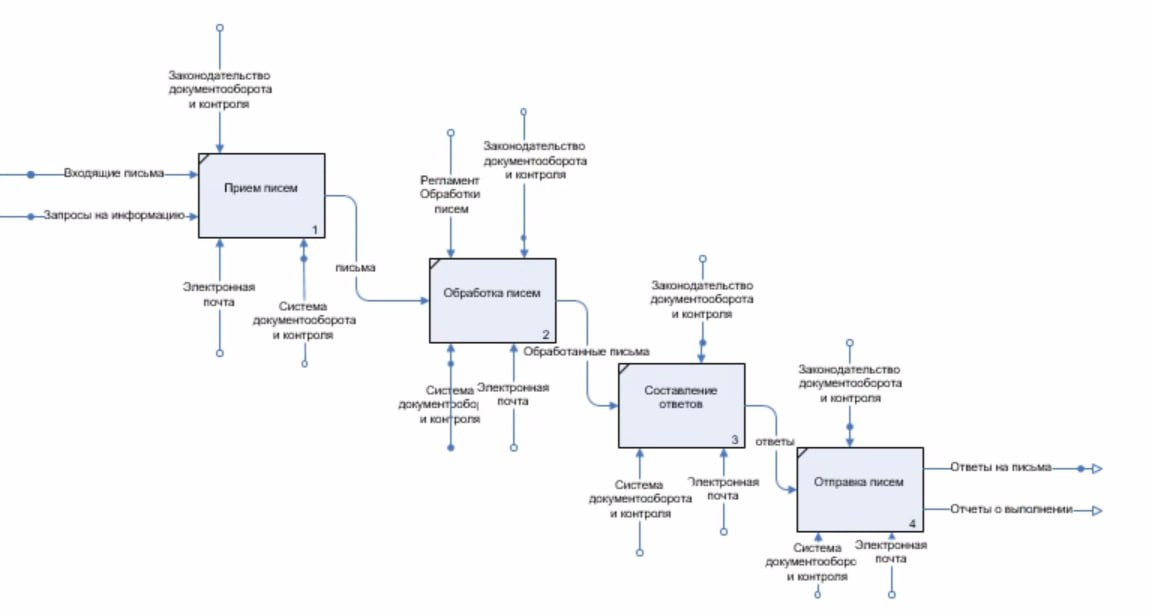 Законодательство
документооборота
и контроля
Входящие письма
Запросы на информацию
Прием писем
1
Электронная
почта
Система
документооборота
и контроля
письма
Регламент
Обработки
писем
Законодательство
документооборота
и контроля
Обработка писем
2
Система
документообо
и контроля
Электронная
почта
Обработанные письма
Законодательство
документооборота
и контроля
Составление
ответов
3
Система
документооборота
и контроля
Электронная
почта
ответы
Законодательство
документооборота
и контроля
Отправка писем
4
Ответы на письма
Отчеты о выполнении
Система
документооборо
и контроля
Электронная
почта